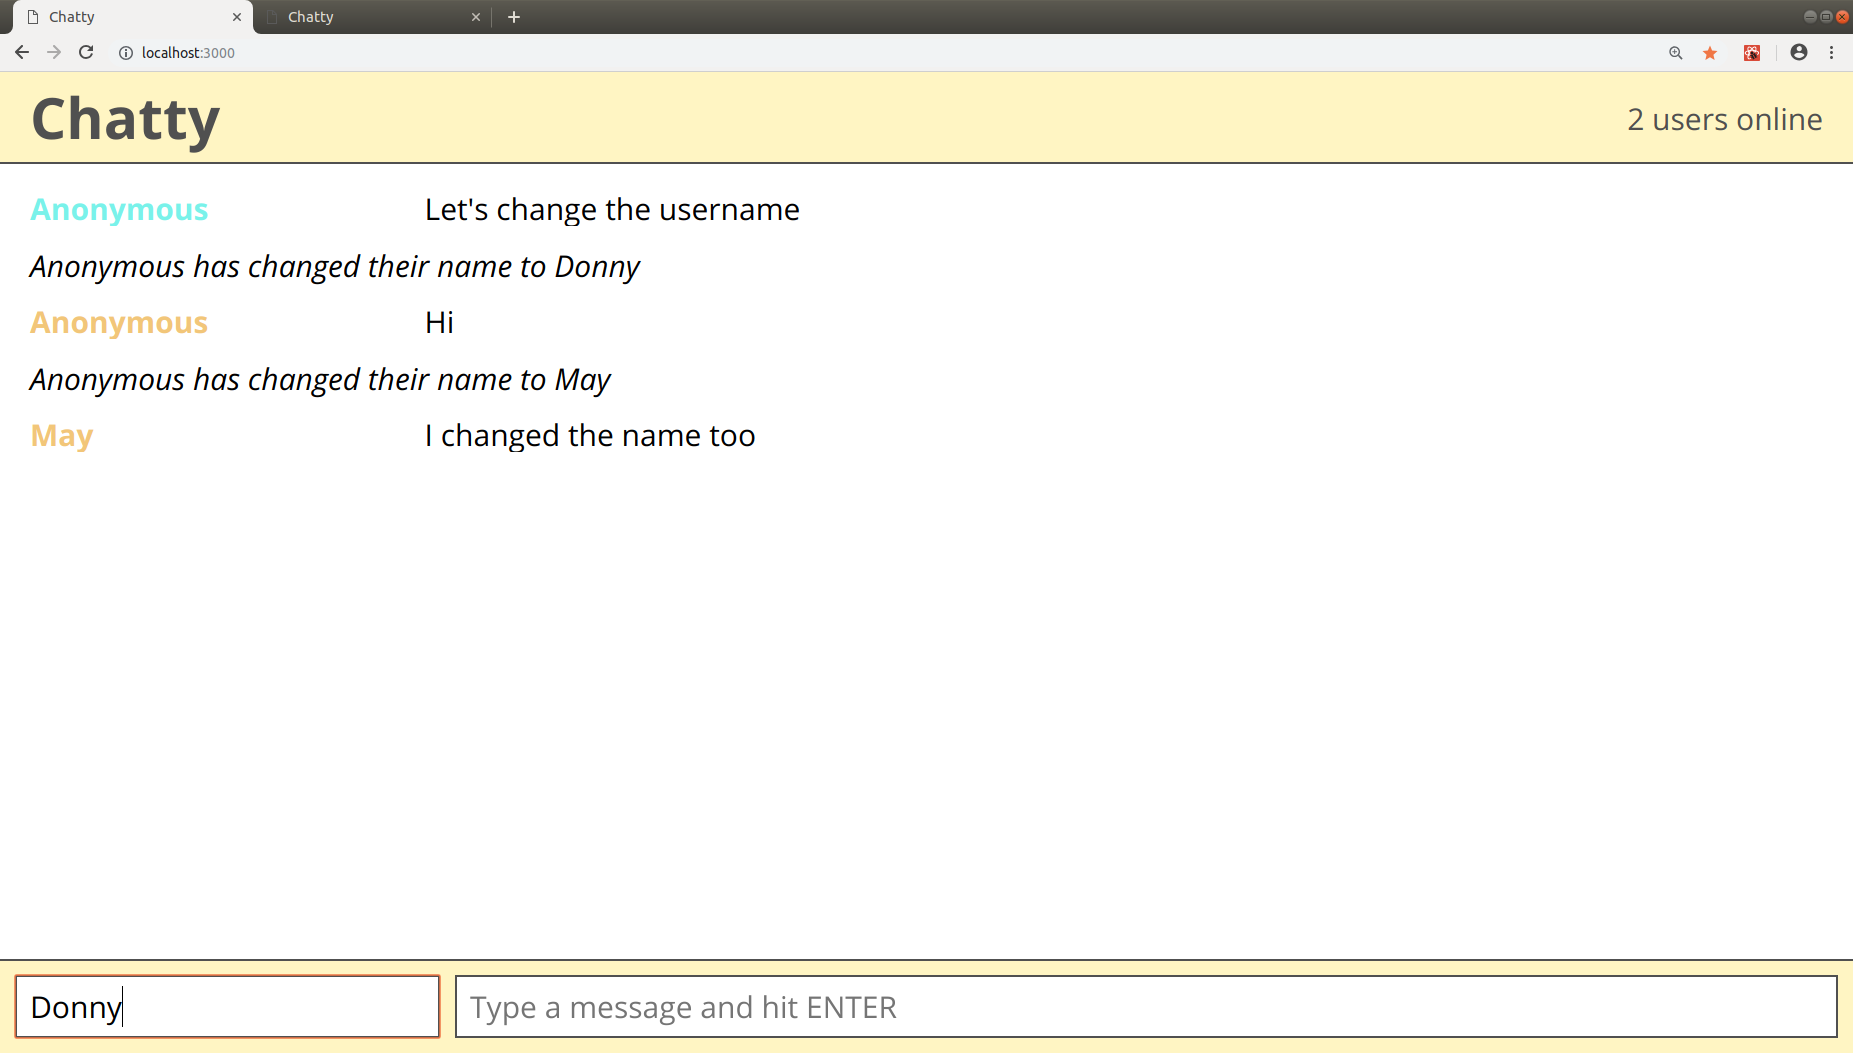 Chatty
Chatty
localhost:3000
Chatty
2 users online
Anonymous Let's change the username
Anonymous has changed their name to Donny
Anonymous Hi
Anonymous has changed their name to May
May I changed the name too
Donny
Type a message and hit ENTER